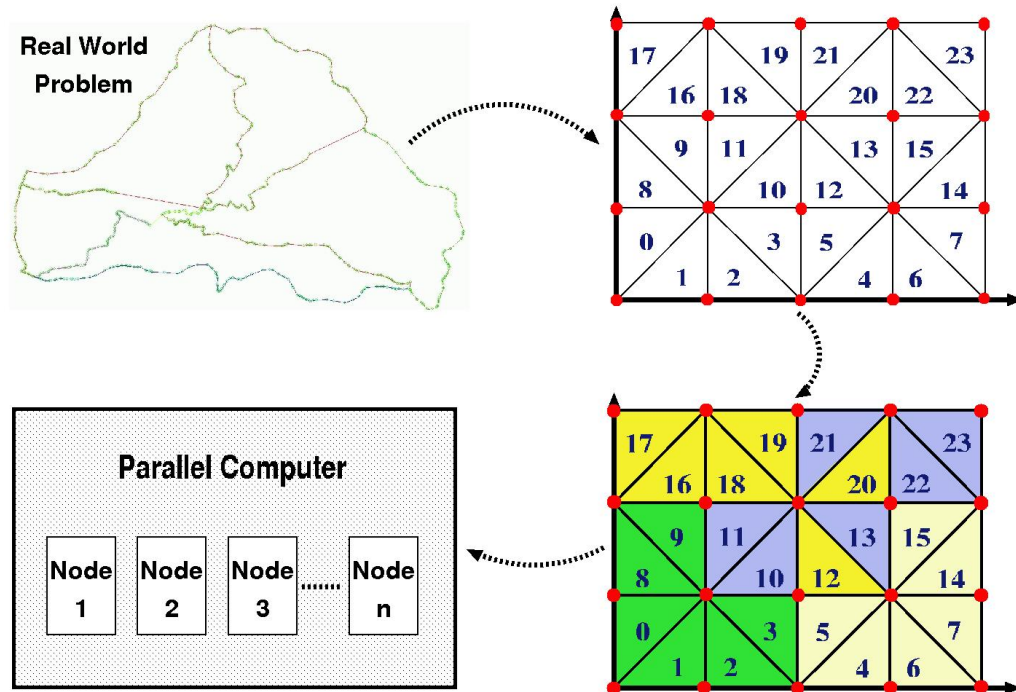 Real World
Problem
17 19 21 23
16 18 20 22
9 11 13 15
8 10 12 14
0 3 5 7
1 2 4 6
17 19 21 23
16 18 20 22
9 11 13 15
8 10 12 14
0 3 5 7
1 2 4 6
Parallel Computer
Node Node Node Node
1 2 3 n